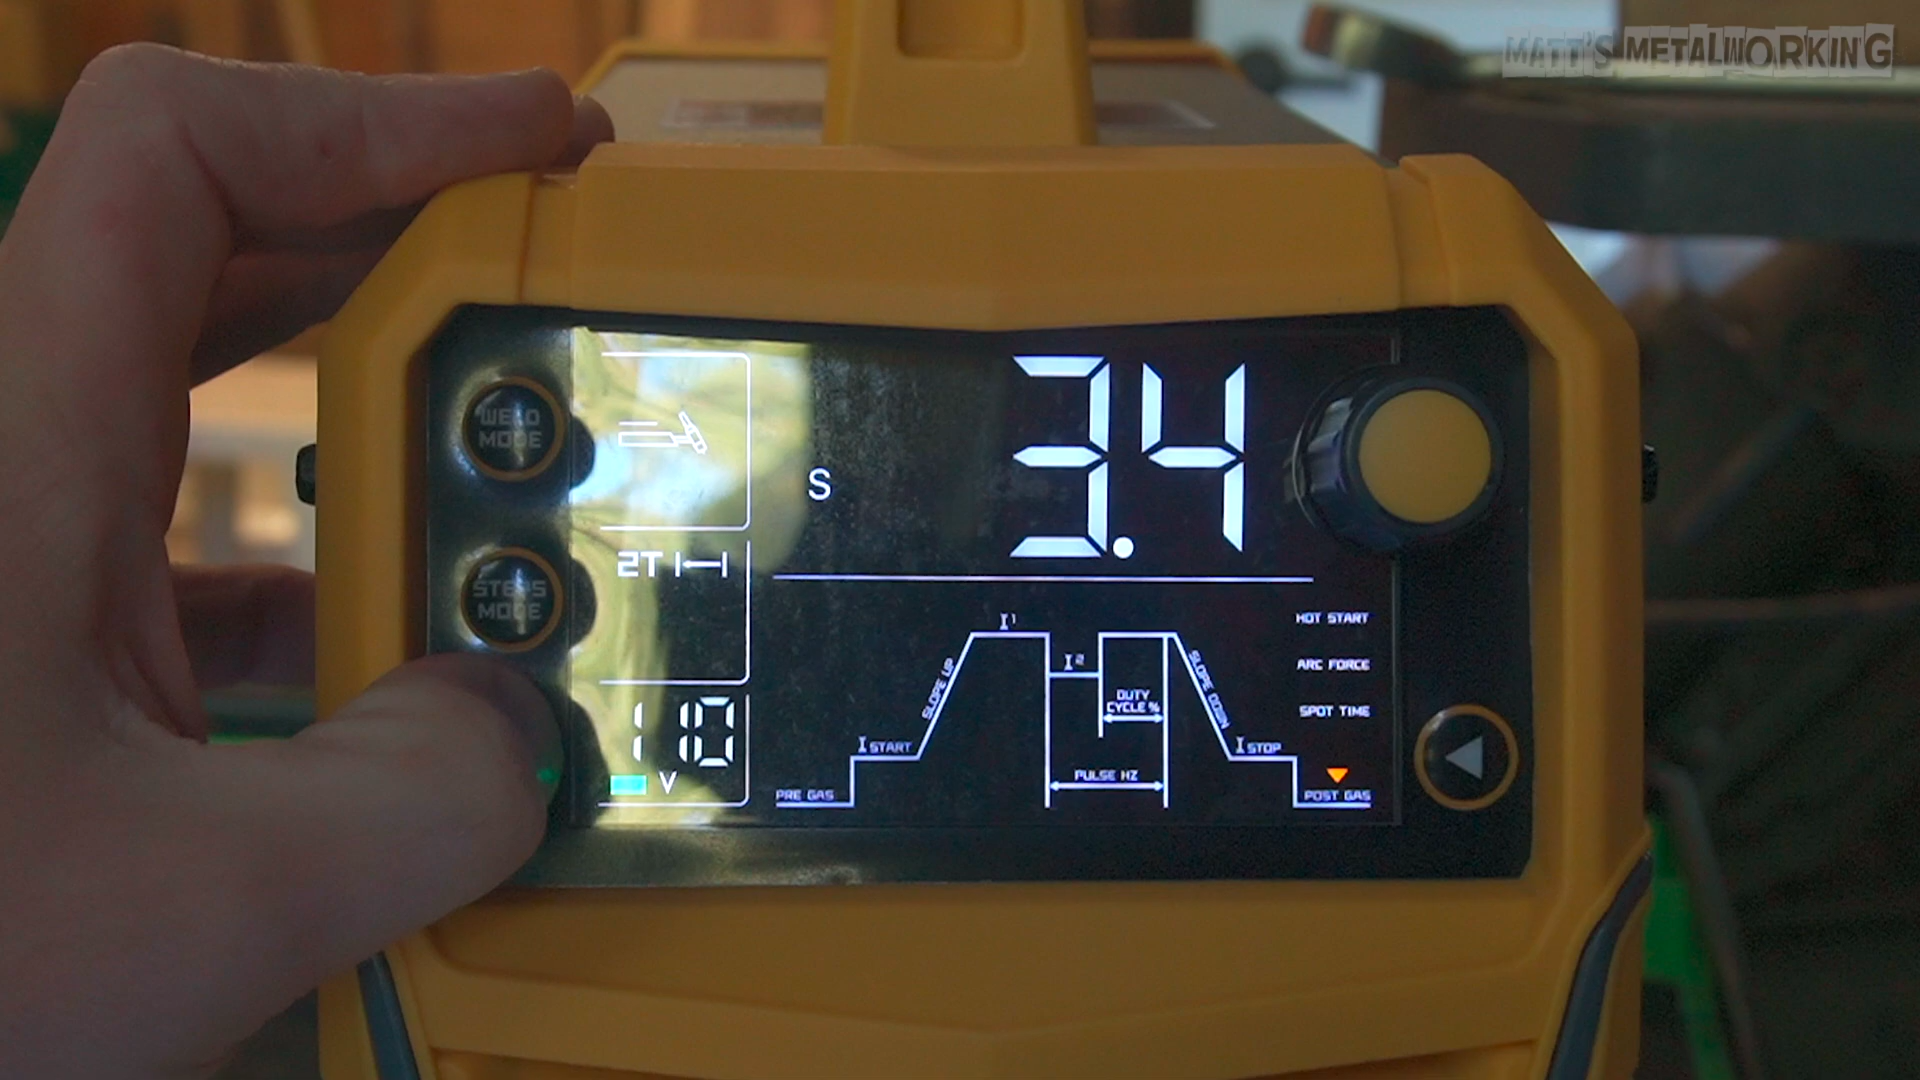 MATT'S METALWORKING
WELD
MODE
S
3.4
STEPS
MODE
2T
110
V
I1
I2
SLOPE UP
SLOPE DOWN
DUTY
CYCLE %
I START
I STOP
PULSE HZ
PRE GAS
POST GAS
HOT START
ARC FORCE
SPOT TIME